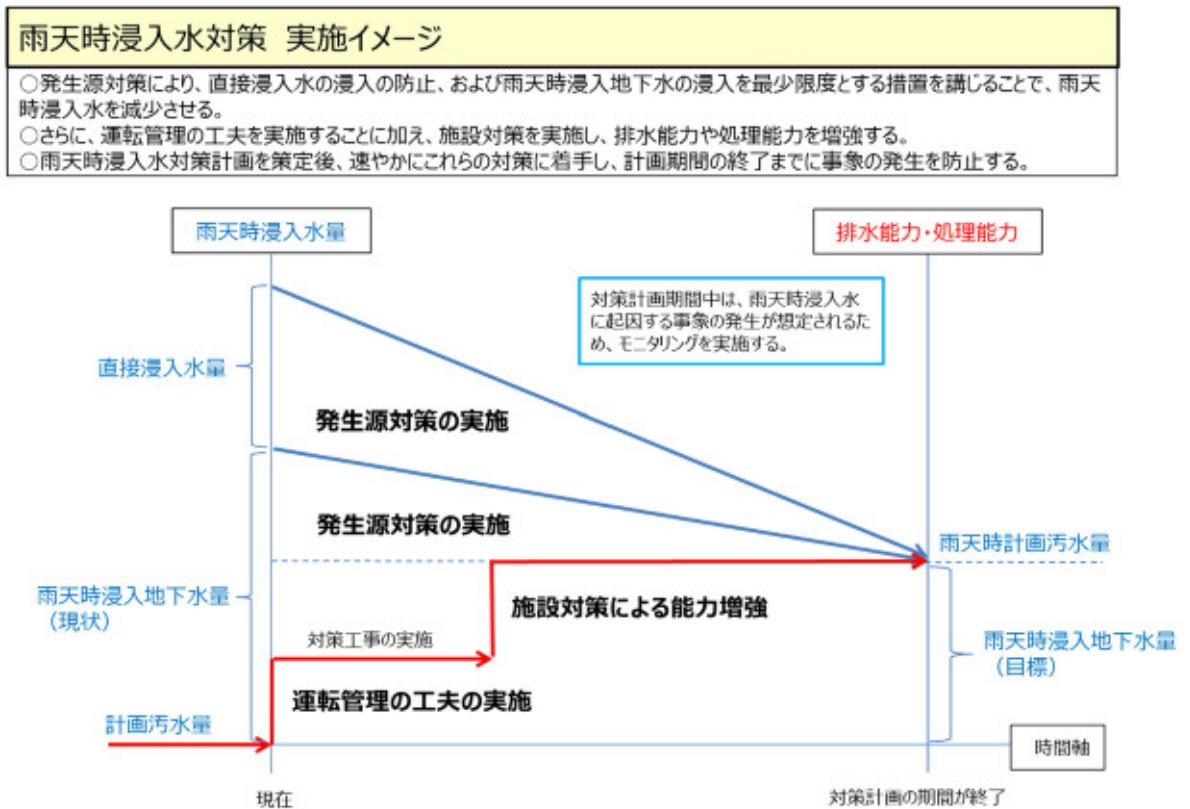 雨天時浸入水対策 実施イメージ
○発生源対策により、直接浸入水の浸入の防止、および雨天時浸入地下水の浸入を最少限度とする措置を講じることで、雨天
時浸入水を減少させる。
○さらに、運転管理の工夫を実施することに加え、施設対策を実施し、排水能力や処理能力を増強する。
○雨天時浸入水対策計画を策定後、速やかにこれらの対策に着手し、計画期間の終了までに事象の発生を防止する。
雨天時浸入水量
排水能力・処理能力
対策計画期間中は、雨天時浸入水
に起因する事象の発生が想定されるた
め、モニタリングを実施する。
直接浸入水量
発生源対策の実施
発生源対策の実施
雨天時計画汚水量
雨天時浸入地下水量
（現状）
施設対策による能力増強
対策工事の実施
雨天時浸入地下水量
（目標）
運転管理の工夫の実施
計画汚水量
時間軸
現在
対策計画の期間が終了